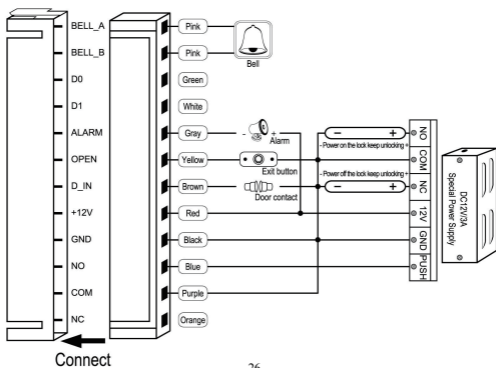 BELL_A Pink
BELL_B Pink
Bell
D0 Green
D1 White
ALARM Gray - + Alarm
OPEN Yellow Exit button
D_IN Brown Door contact
+12V Red
GND Black
NO Blue
COM Purple
NC Orange
- +
- Power on the lock keep unlocking +
- Power off the lock keep unlocking +
- +
NO
COM
NC
12V
GND
PUSH
DC12V/3A
Special Power Supply
Connect
26